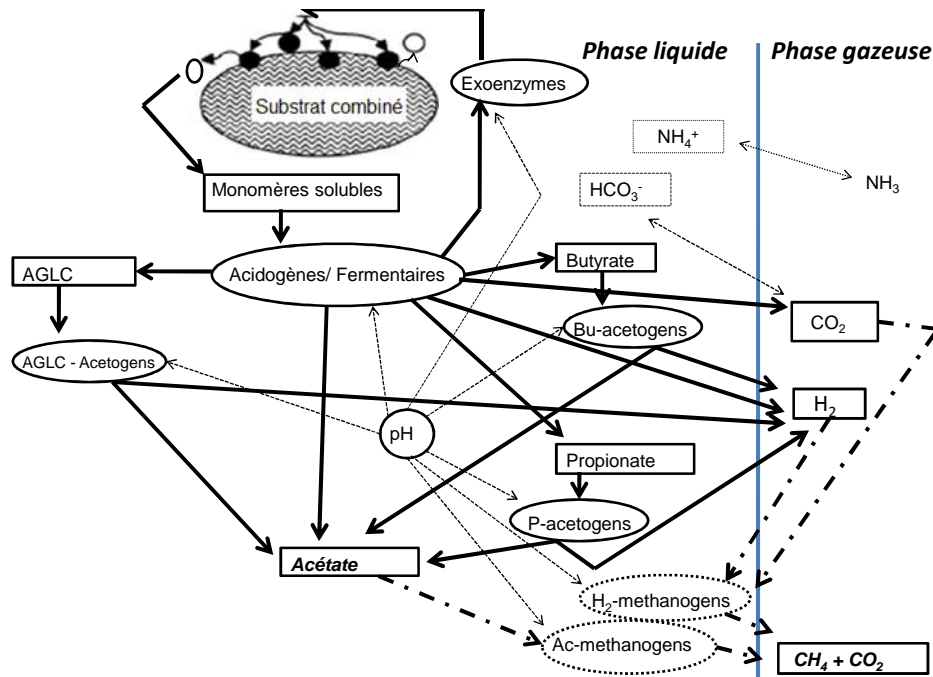 Phase liquide
Phase gazeuse
Exoenzymes
Substrat combiné
NH₄⁺
NH₃
HCO₃⁻
Monomères solubles
AGLC
Acidogènes/ Fermentaires
Butyrate
CO₂
Bu-acetogens
AGLC - Acetogens
H₂
pH
Propionate
P-acetogens
Acétate
H₂-methanogens
Ac-methanogens
CH₄ + CO₂